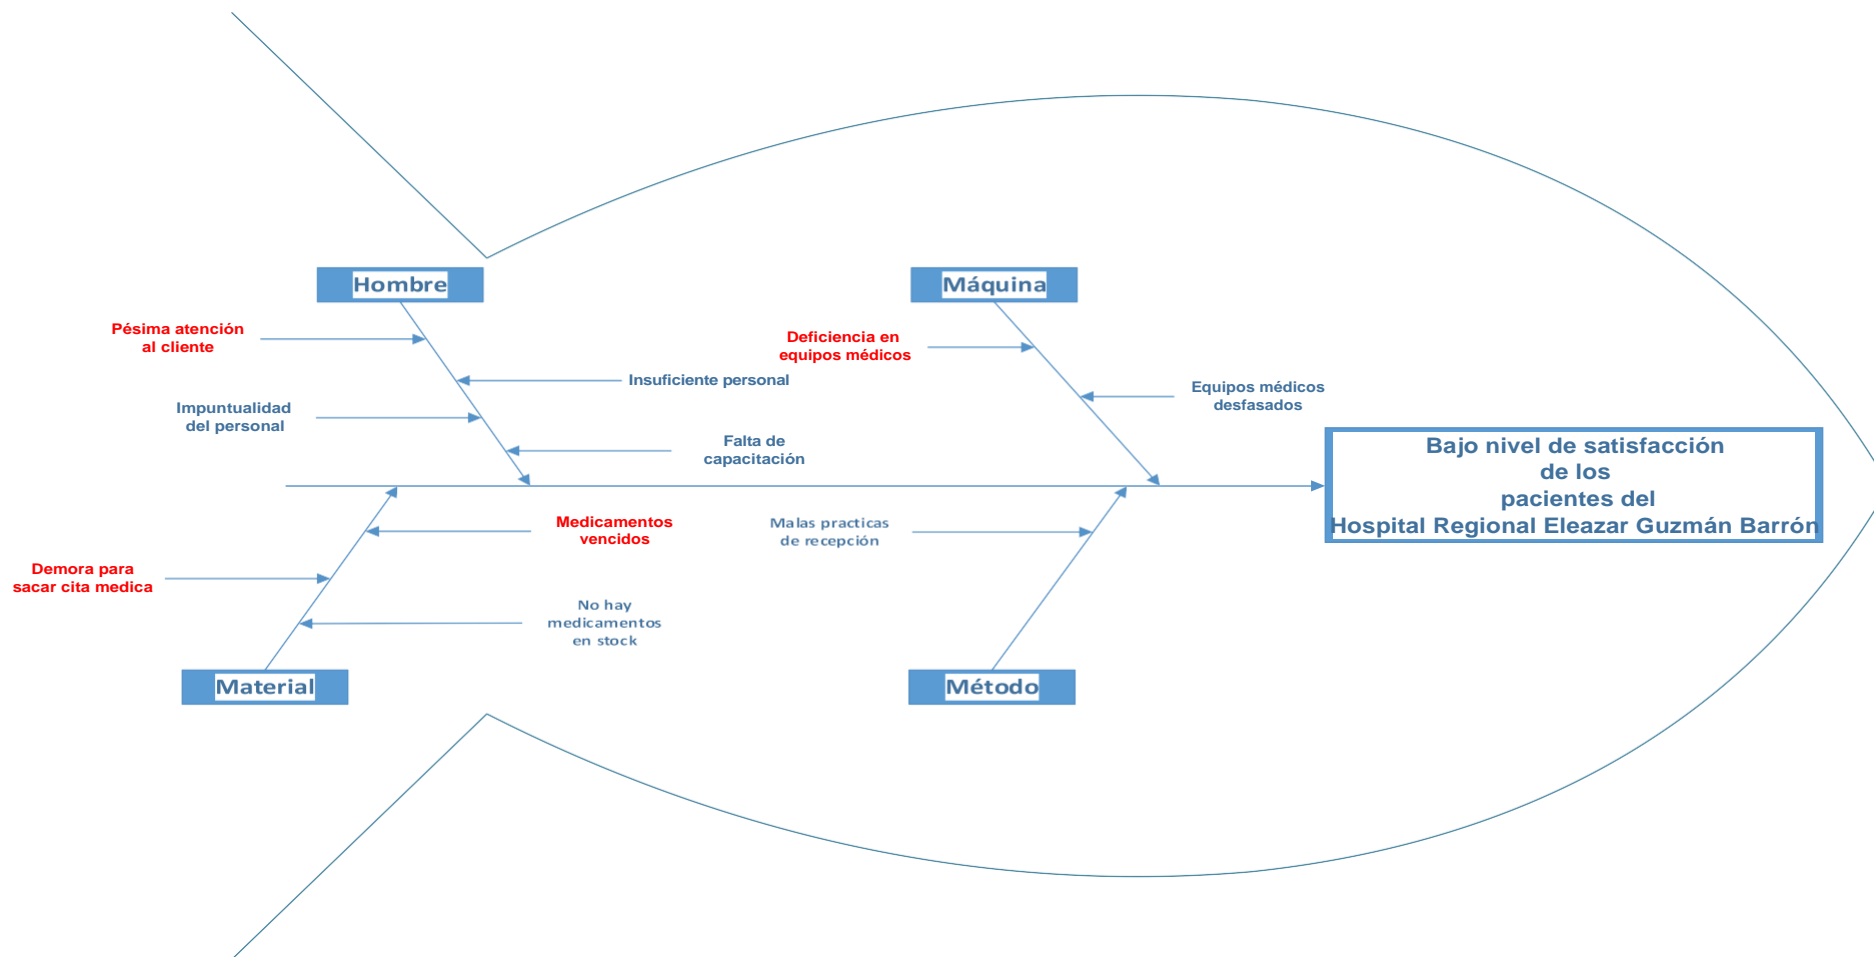 Hombre
Máquina
Pésima atención
al cliente
Deficiencia en
equipos médicos
Insuficiente personal
Equipos médicos
desfasados
Impuntualidad
del personal
Falta de
capacitación
Bajo nivel de satisfacción
de los
pacientes del
Hospital Regional Eleazar Guzmán Barrón
Medicamentos
vencidos
Malas practicas
de recepción
Demora para
sacar cita medica
No hay
medicamentos
en stock
Material
Método